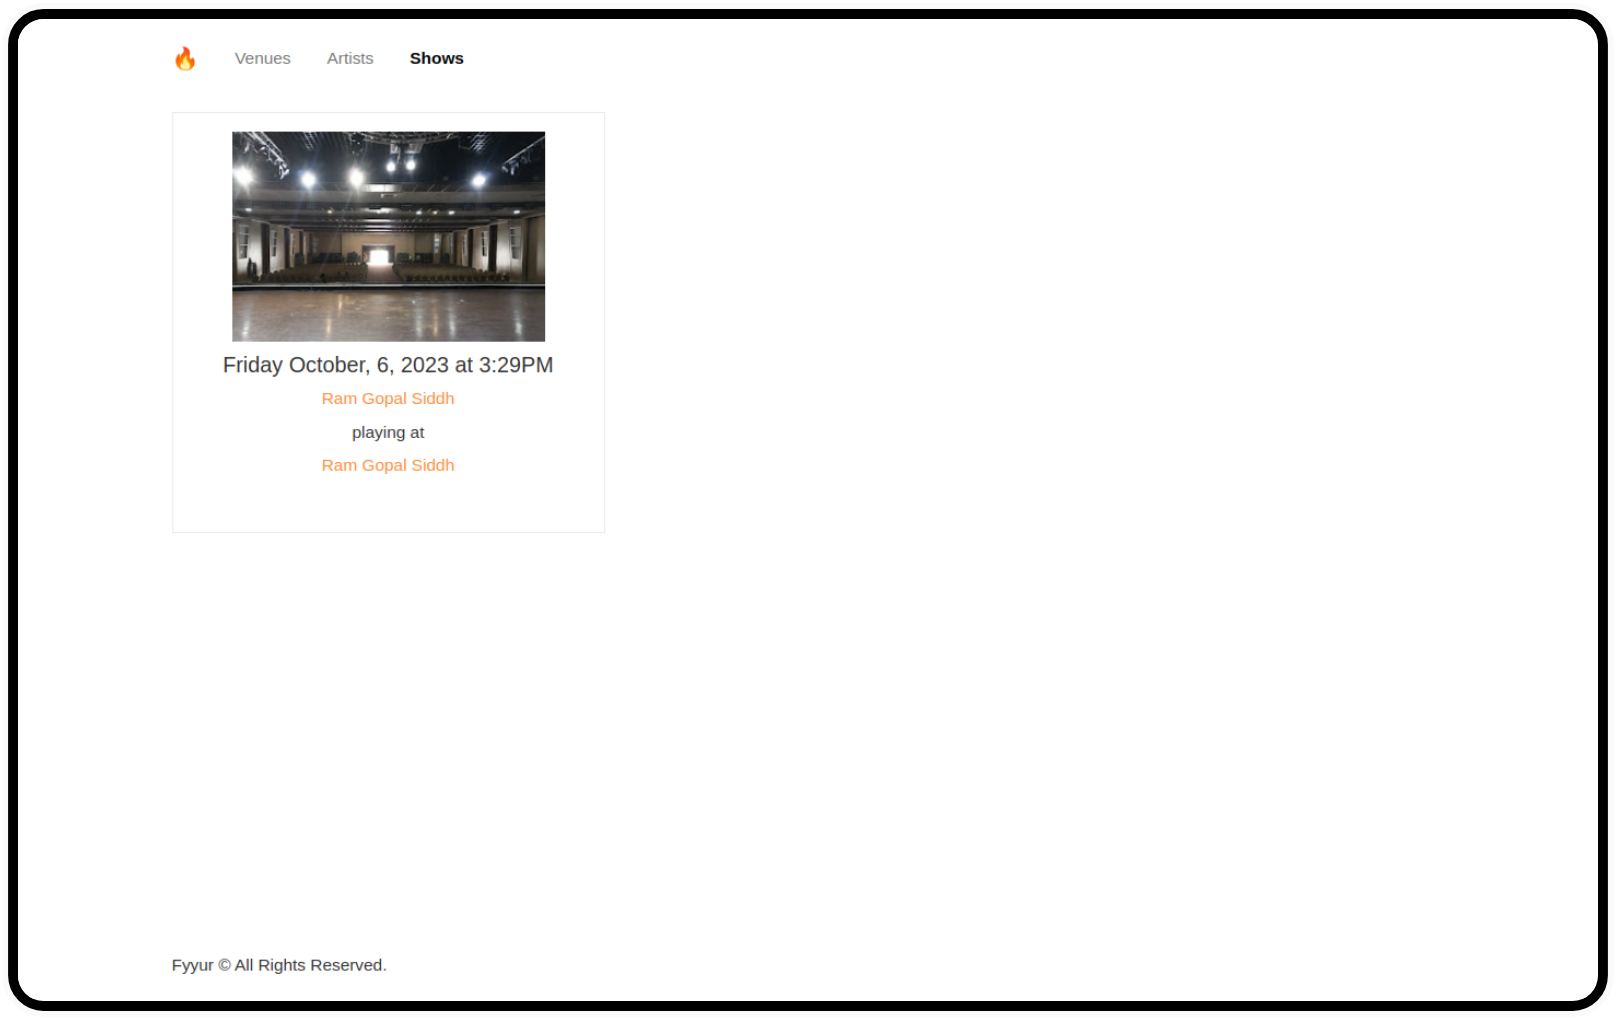 Venues Artists Shows
Friday October, 6, 2023 at 3:29PM
Ram Gopal Siddh
playing at
Ram Gopal Siddh
Fyyur © All Rights Reserved.